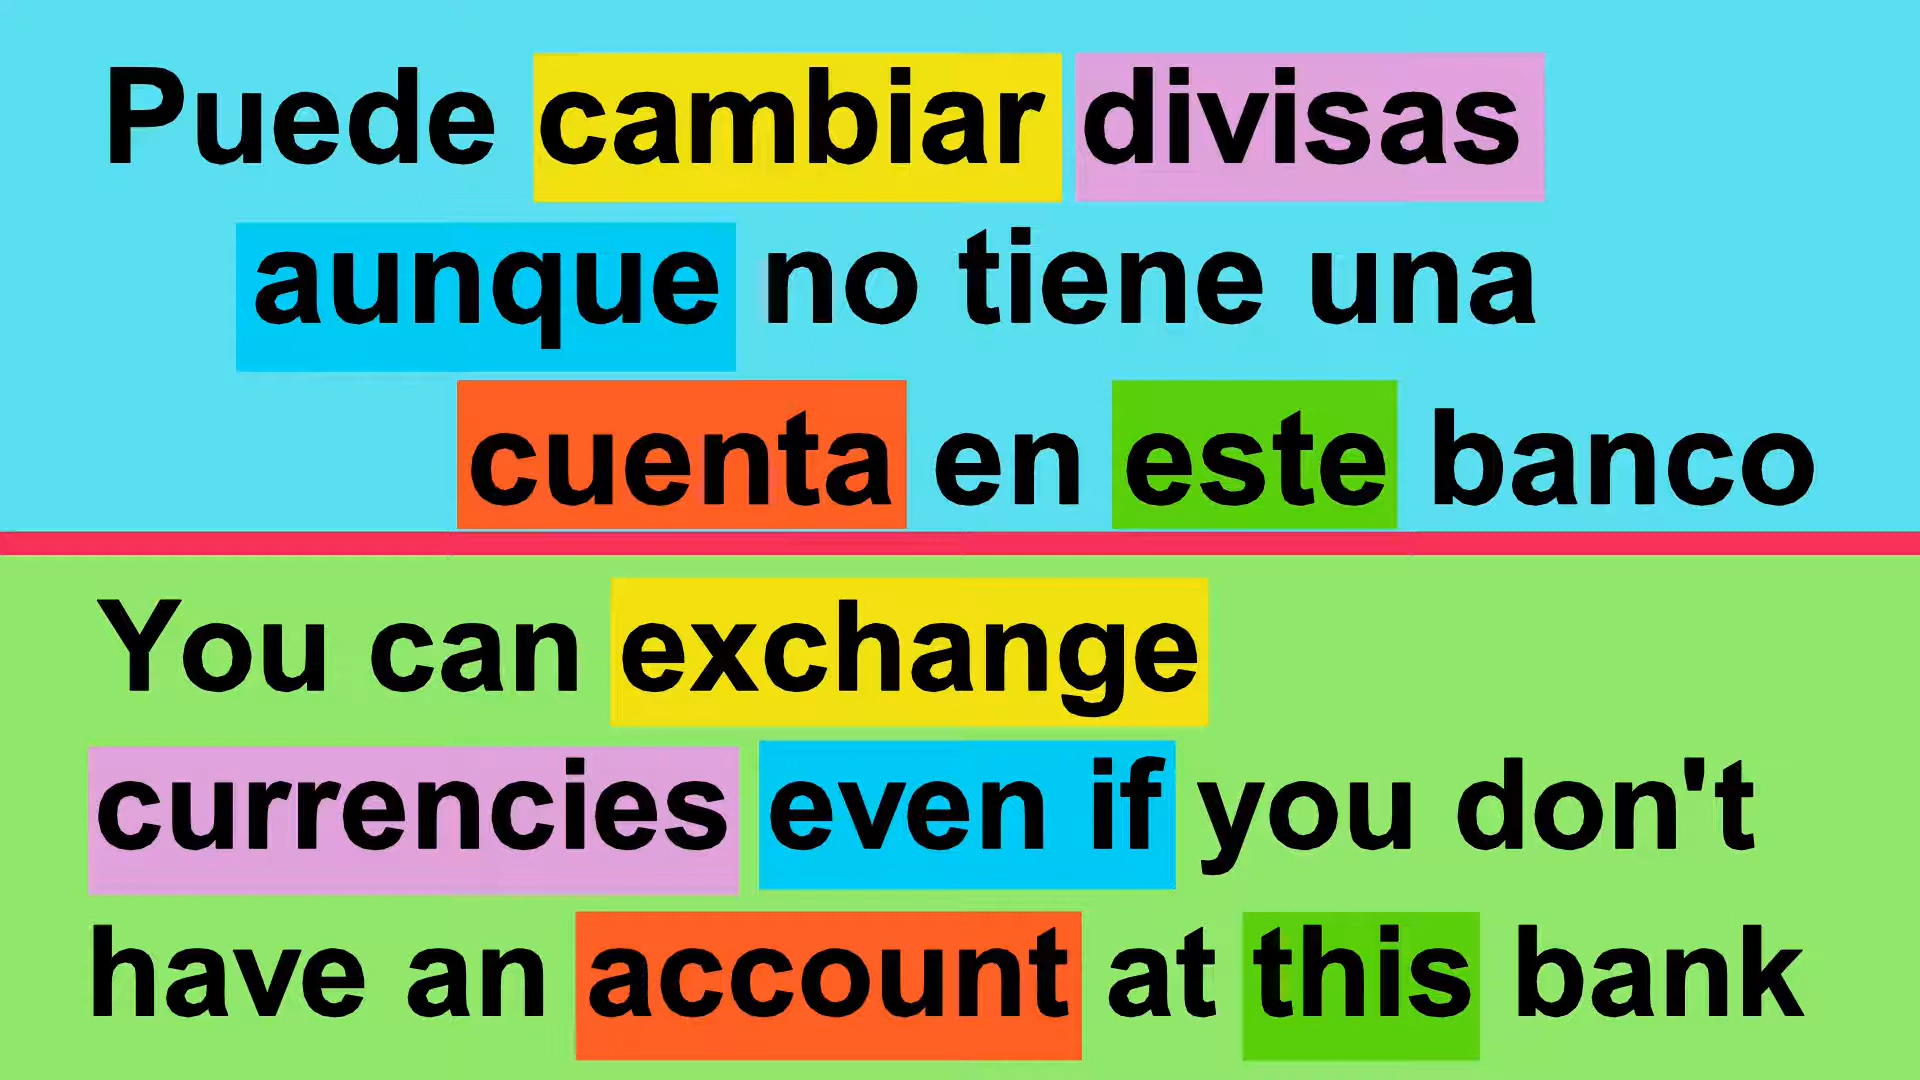 Puede cambiar divisas
aunque no tiene una
cuenta en este banco
You can exchange
currencies even if you don't
have an account at this bank